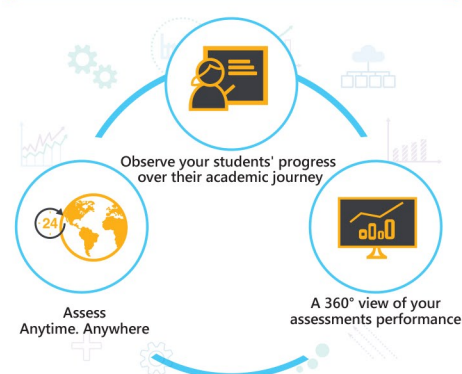 Observe your students' progress
over their academic journey
24
Assess
Anytime. Anywhere
A 360° view of your
assessments performance